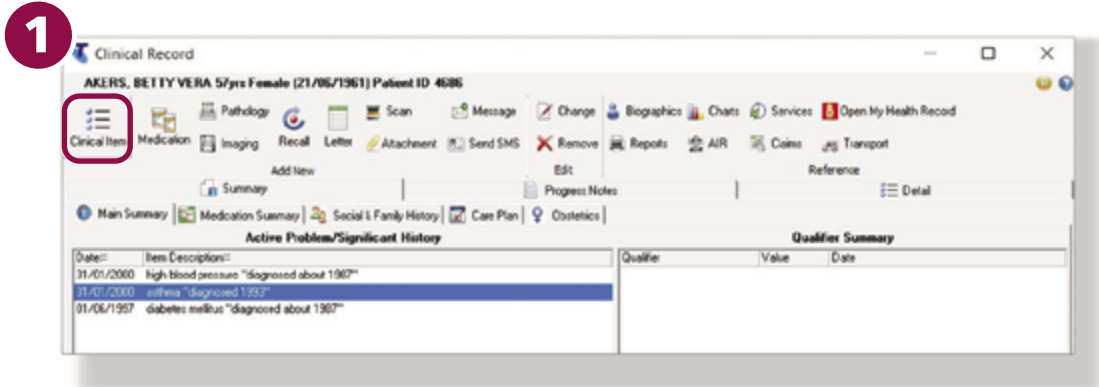 1
Clinical Record
AKERS, BETTY VERA 57yrs Female (21/06/1961) Patient ID 4686
Clinical Item Medication Pathology Imaging Recall Letter Scan Attachment Message Send SMS
Add New
Change Remove
Edit
Biographics Charts Services Open My Health Record
Reports AIR Claims Transport
Reference
Summary Progress Notes Detail
Main Summary Medication Summary Social & Family History Care Plan Obstetrics
Active Problem/Significant History Qualifier Summary
Date= Item Description= Qualifier Value Date
31/01/2000 high blood pressure "diagnosed about 1987"
31/01/2000 asthma "diagnosed 1993"
01/06/1997 diabetes mellitus "diagnosed about 1987"